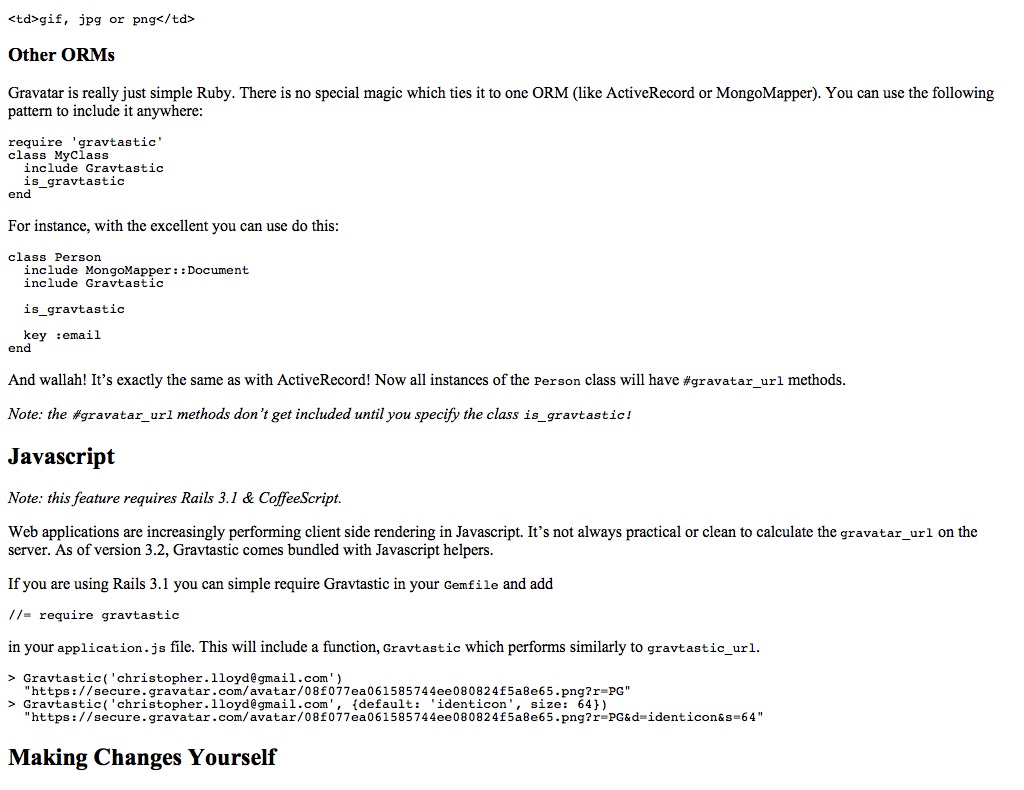 <td>gif, jpg or png</td>
Other ORMs
Gravatar is really just simple Ruby. There is no special magic which ties it to one ORM (like ActiveRecord or MongoMapper). You can use the following
pattern to include it anywhere:
require 'gravtastic'
class MyClass
  include Gravtastic
  is_gravtastic
end
For instance, with the excellent you can use do this:
class Person
  include MongoMapper::Document
  include Gravtastic
  is_gravtastic
  key :email
end
And wallah! It’s exactly the same as with ActiveRecord! Now all instances of the Person class will have #gravatar_url methods.
Note: the #gravatar_url methods don’t get included until you specify the class is_gravtastic!
Javascript
Note: this feature requires Rails 3.1 & CoffeeScript.
Web applications are increasingly performing client side rendering in Javascript. It’s not always practical or clean to calculate the gravatar_url on the
server. As of version 3.2, Gravtastic comes bundled with Javascript helpers.
If you are using Rails 3.1 you can simple require Gravtastic in your Gemfile and add
//= require gravtastic
in your application.js file. This will include a function, Gravtastic which performs similarly to gravtastic_url.
> Gravtastic('christopher.lloyd@gmail.com')
  "https://secure.gravatar.com/avatar/08f077ea061585744ee080824f5a8e65.png?r=PG"
> Gravtastic('christopher.lloyd@gmail.com', {default: 'identicon', size: 64})
  "https://secure.gravatar.com/avatar/08f077ea061585744ee080824f5a8e65.png?r=PG&d=identicon&s=64"
Making Changes Yourself